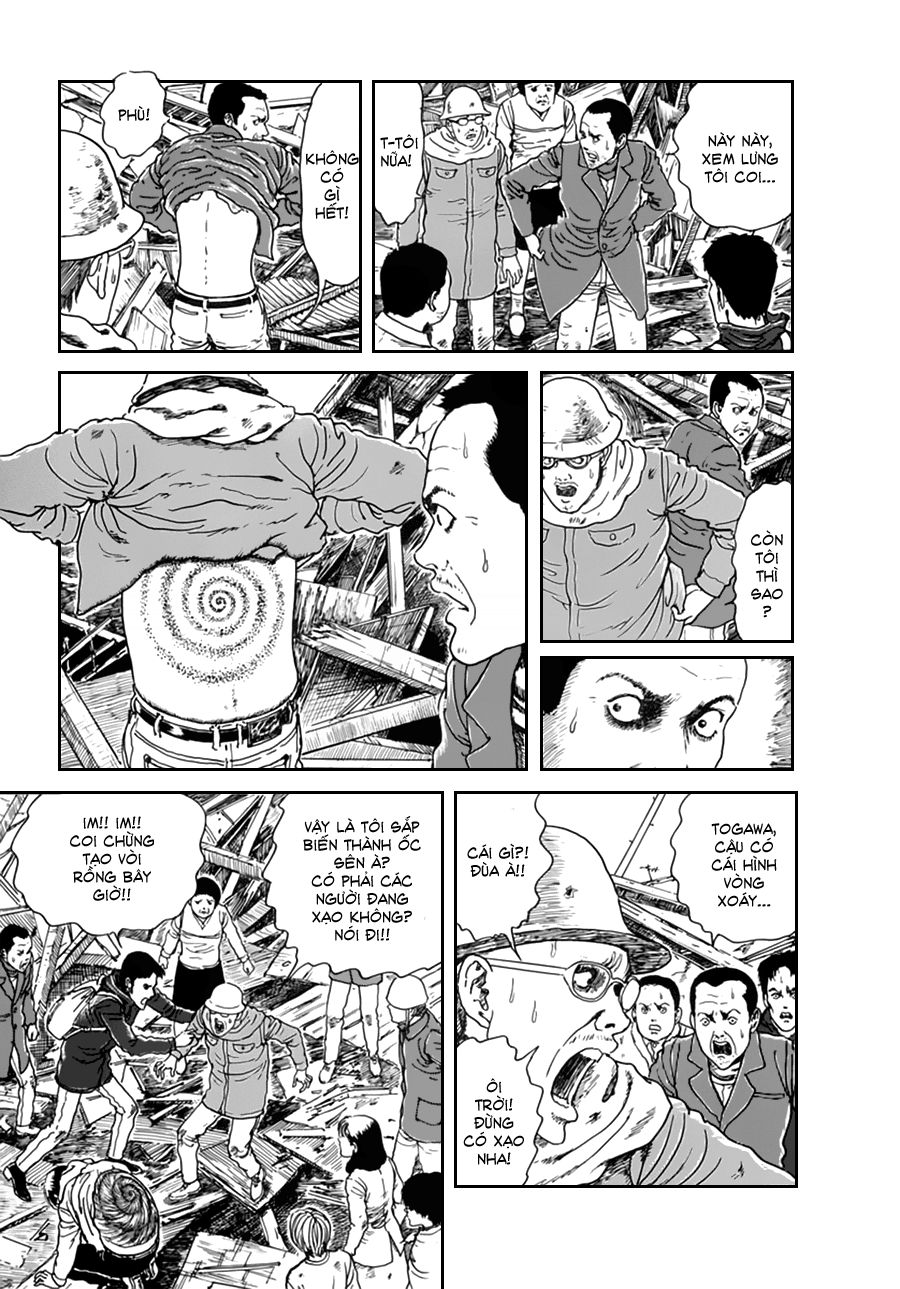 NÀY NÀY,
XEM LƯNG
TÔI COI...
T-TÔI
NỮA!
KHÔNG
CÓ
GÌ
HẾT!
PHÙ!
CÒN
TÔI
THÌ
SAO
?
TOGAWA,
CẬU CÓ
CÁI HÌNH
VÒNG
XOÁY...
CÁI GÌ?!
ĐÙA À!!
ÔI
TRỜI!
ĐỪNG
CÓ XẠO
NHA!
VẬY LÀ TÔI SẮP
BIẾN THÀNH ỐC
SÊN À?
CÓ PHẢI CÁC
NGƯỜI ĐANG
XẠO KHÔNG?
NÓI ĐI!!
IM!! IM!!
COI CHỪNG
TẠO VÒI
RỒNG BÂY
GIỜ!!